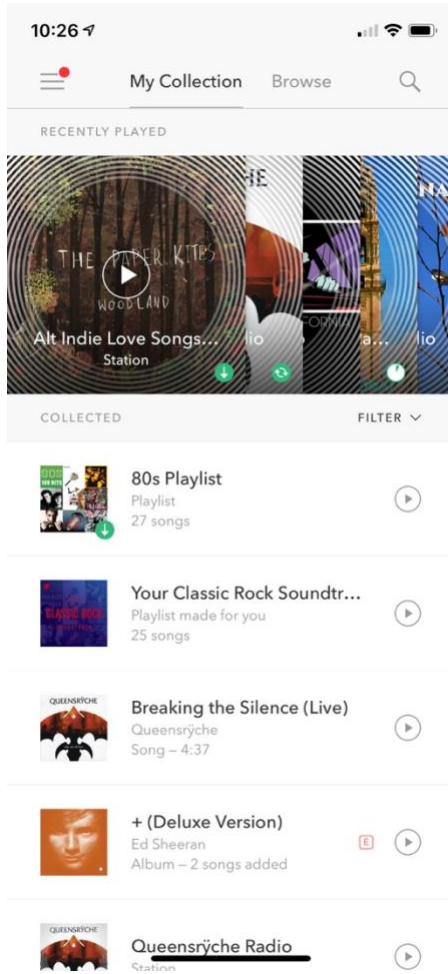 10:26
My Collection
Browse
RECENTLY PLAYED
THE PAPER KITES
WOODLAND
Alt Indie Love Songs...
Station
COLLECTED
FILTER
80s Playlist
Playlist
27 songs
CLASSIC ROCK
Your Classic Rock Soundtr...
Playlist made for you
25 songs
QUEENSRŸCHE
Breaking the Silence (Live)
Queensrÿche
Song – 4:37
+ (Deluxe Version)
Ed Sheeran
E
Album – 2 songs added
QUEENSRŸCHE
Queensrÿche Radio
Station